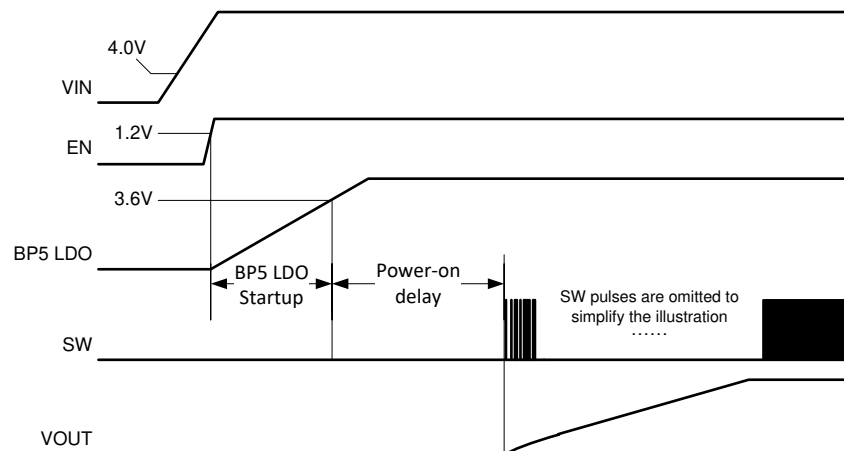 4.0V
VIN
1.2V
EN
3.6V
BP5 LDO
BP5 LDO
Startup
Power-on
delay
SW pulses are omitted to
simplify the illustration
······
SW
VOUT